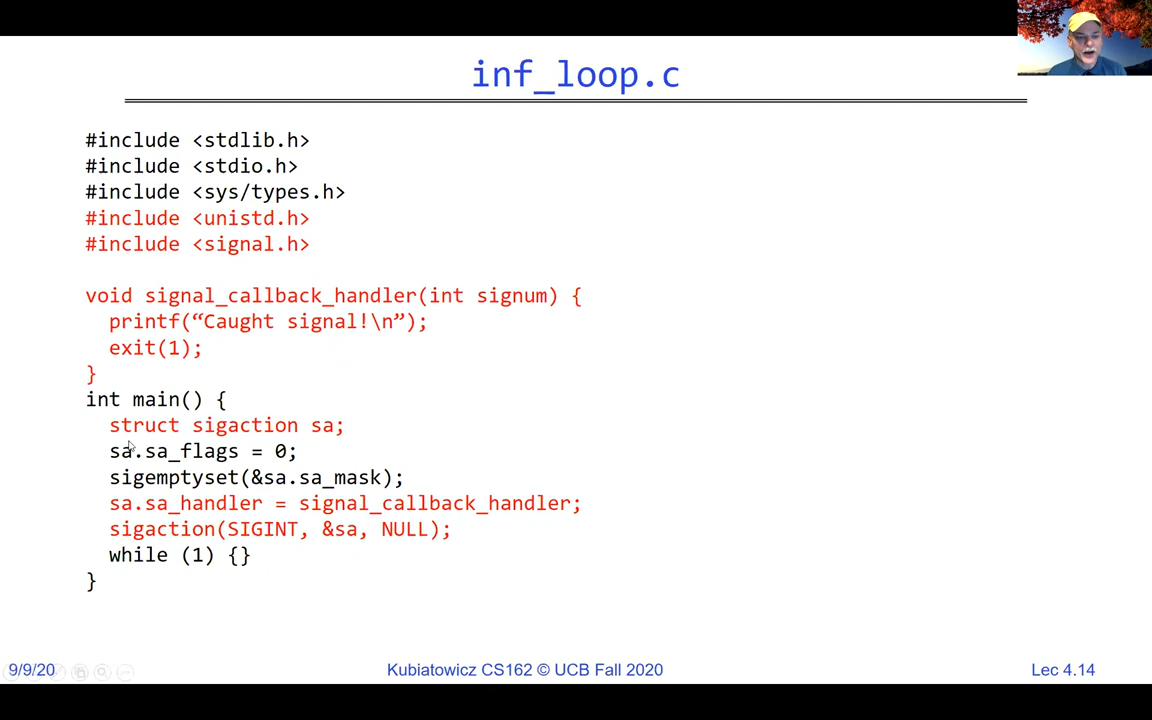 inf_loop.c
#include <stdlib.h>
#include <stdio.h>
#include <sys/types.h>
#include <unistd.h>
#include <signal.h>
void signal_callback_handler(int signum) {
printf(“Caught signal!\n”);
exit(1);
}
int main() {
struct sigaction sa;
sa.sa_flags = 0;
sigemptyset(&sa.sa_mask);
sa.sa_handler = signal_callback_handler;
sigaction(SIGINT, &sa, NULL);
while (1) {}
}
9/9/20
Kubiatowicz CS162 © UCB Fall 2020
Lec 4.14